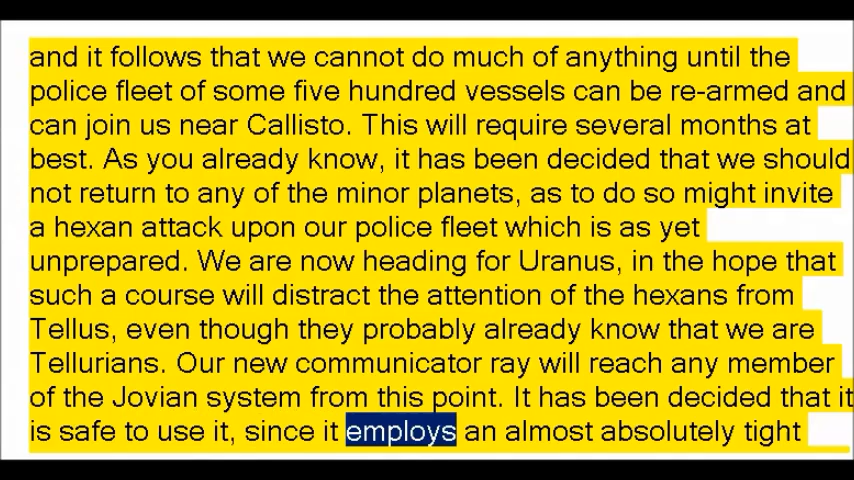 and it follows that we cannot do much of anything until the
police fleet of some five hundred vessels can be re-armed and
can join us near Callisto. This will require several months at
best. As you already know, it has been decided that we should
not return to any of the minor planets, as to do so might invite
a hexan attack upon our police fleet which is as yet
unprepared. We are now heading for Uranus, in the hope that
such a course will distract the attention of the hexans from
Tellus, even though they probably already know that we are
Tellurians. Our new communicator ray will reach any member
of the Jovian system from this point. It has been decided that it
is safe to use it, since it employs an almost absolutely tight